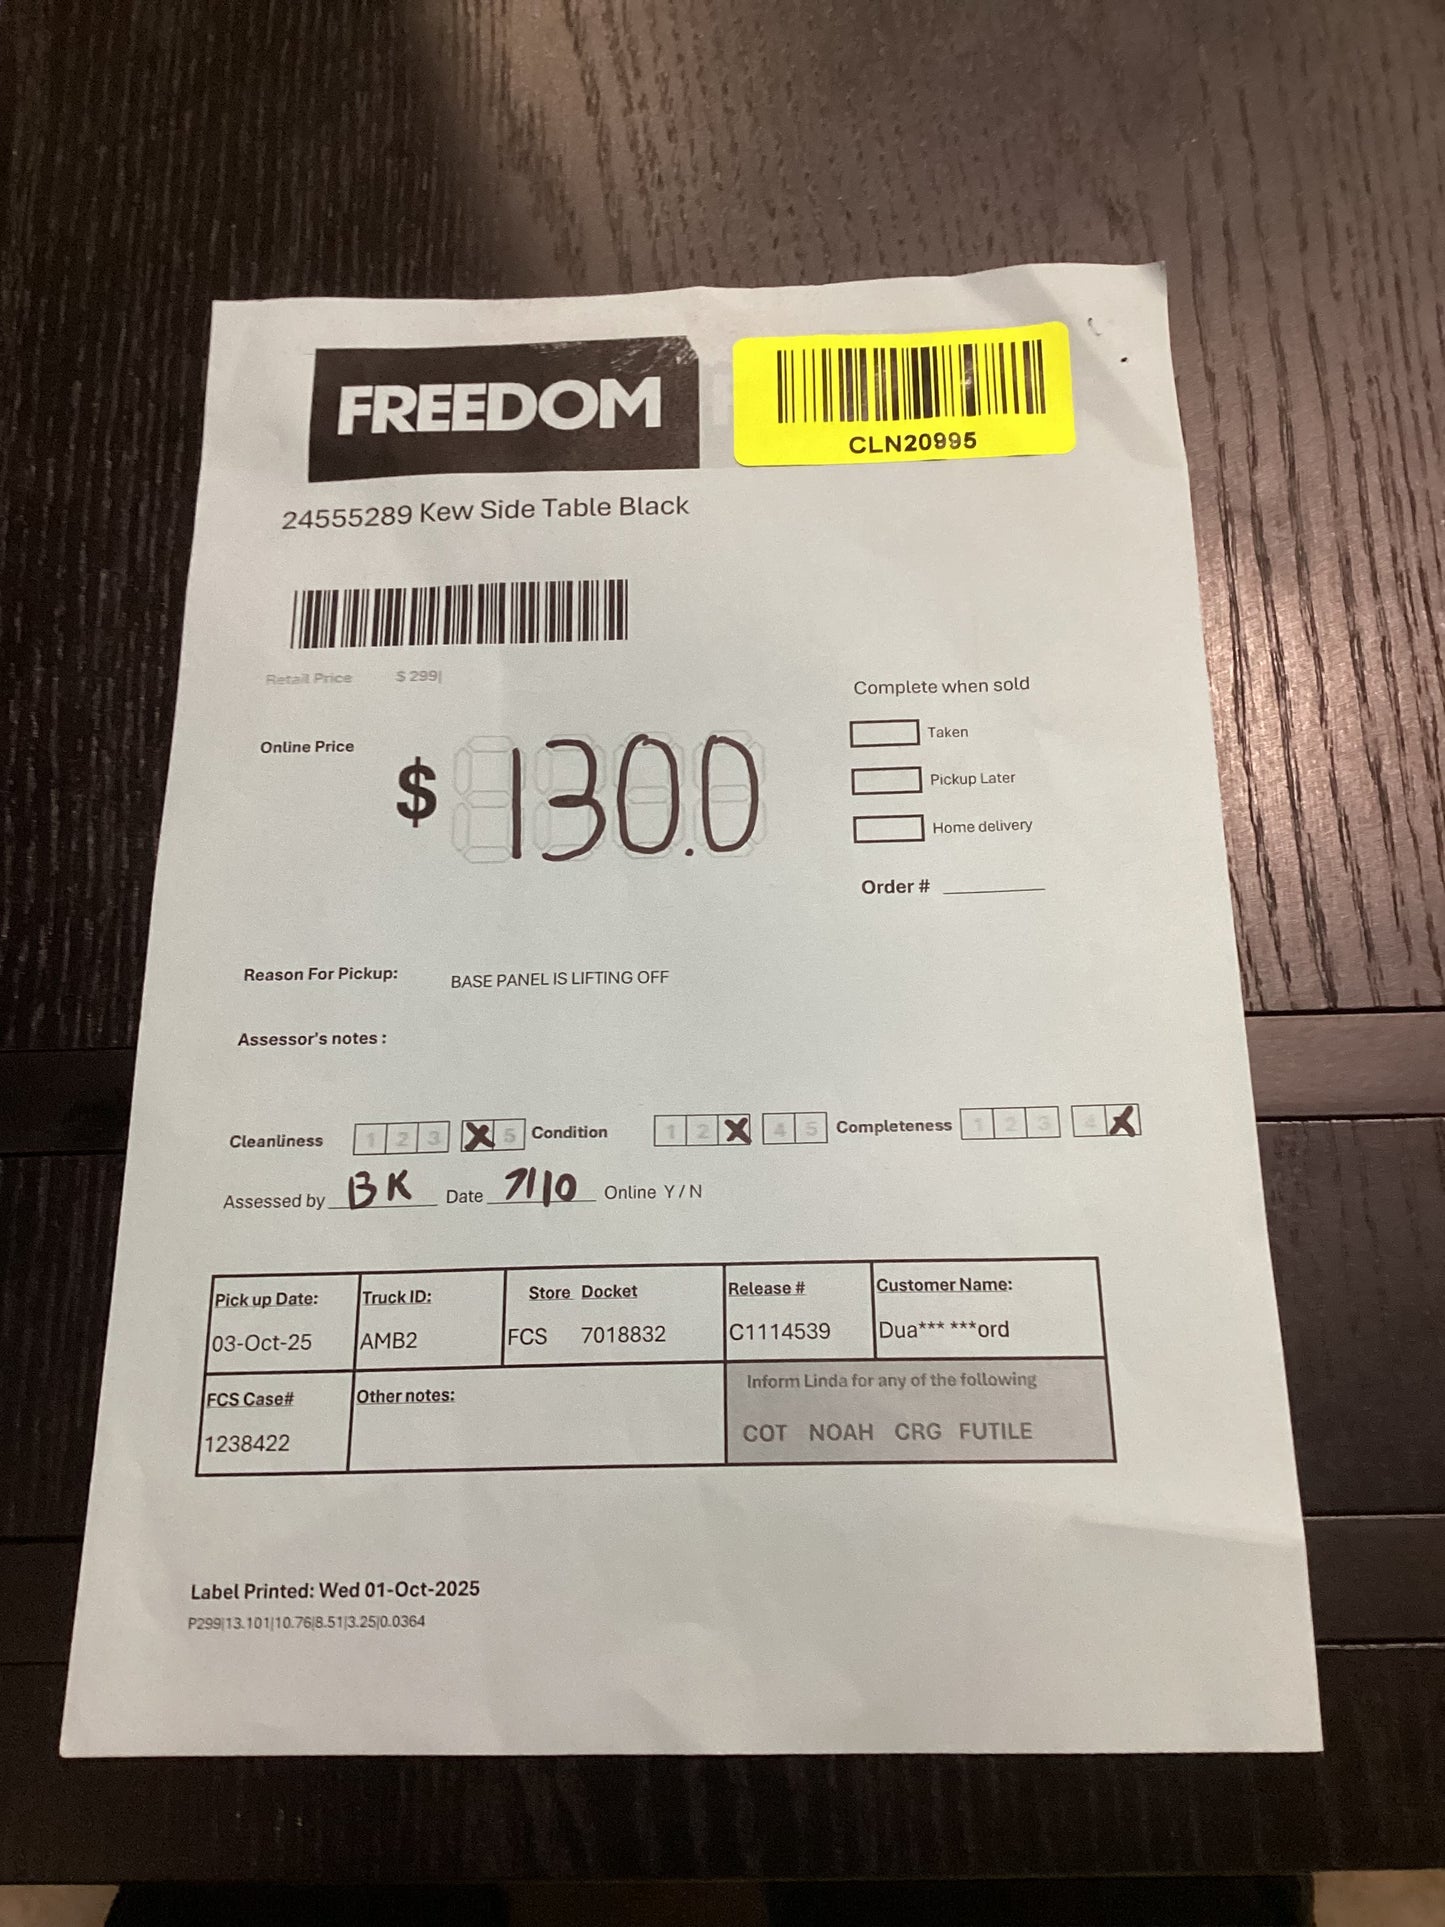 FREEDOM
CLN20995
24555289 Kew Side Table Black
Retail Price $ 299|
Complete when sold
Taken
Online Price
$ 130.0
Pickup Later
Home delivery
Order #
Reason For Pickup: BASE PANEL IS LIFTING OFF
Assessor's notes :
Cleanliness 1 2 3 X 5 Condition 1 2 X 4 5 Completeness 1 2 3 4 X
Assessed by BK Date 7/10 Online Y / N
Pick up Date: Truck ID: Store Docket Release # Customer Name:
03-Oct-25 AMB2 FCS 7018832 C1114539 Dua*** ***ord
FCS Case# Other notes: Inform Linda for any of the following
1238422 COT NOAH CRG FUTILE
Label Printed: Wed 01-Oct-2025
P299|13.101|10.76|8.51|3.25|0.0364